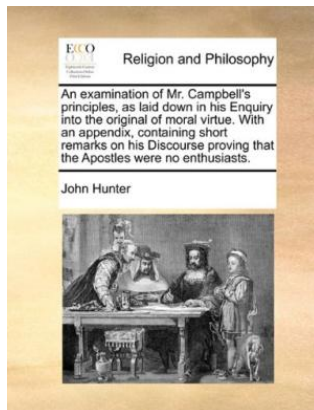 ECCO
Religion and Philosophy
An examination of Mr. Campbell's
principles, as laid down in his Enquiry
into the original of moral virtue. With
an appendix, containing short
remarks on his Discourse proving that
the Apostles were no enthusiasts.
John Hunter